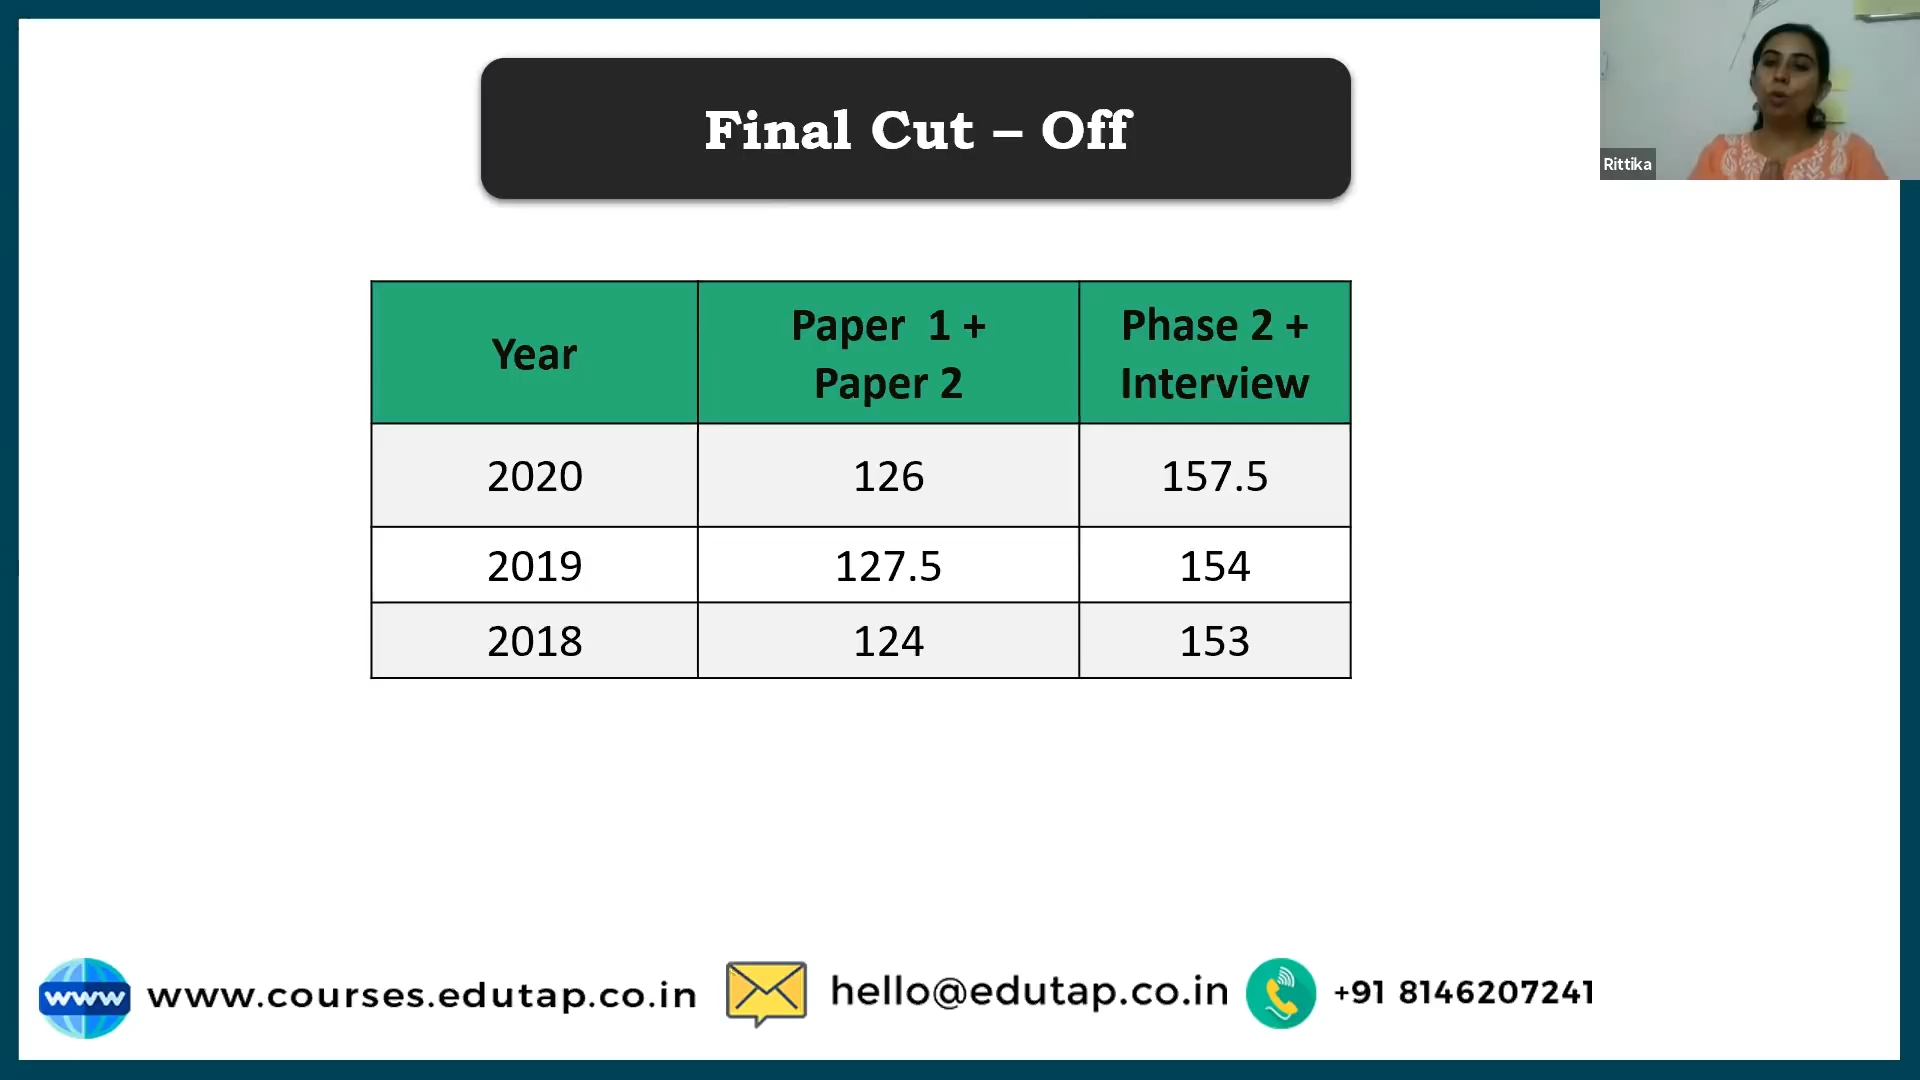 Final Cut – Off
Rittika
Year
Paper 1 +
Paper 2
Phase 2 +
Interview
2020 126 157.5
2019 127.5 154
2018 124 153
www www.courses.edutap.co.in hello@edutap.co.in +91 8146207241